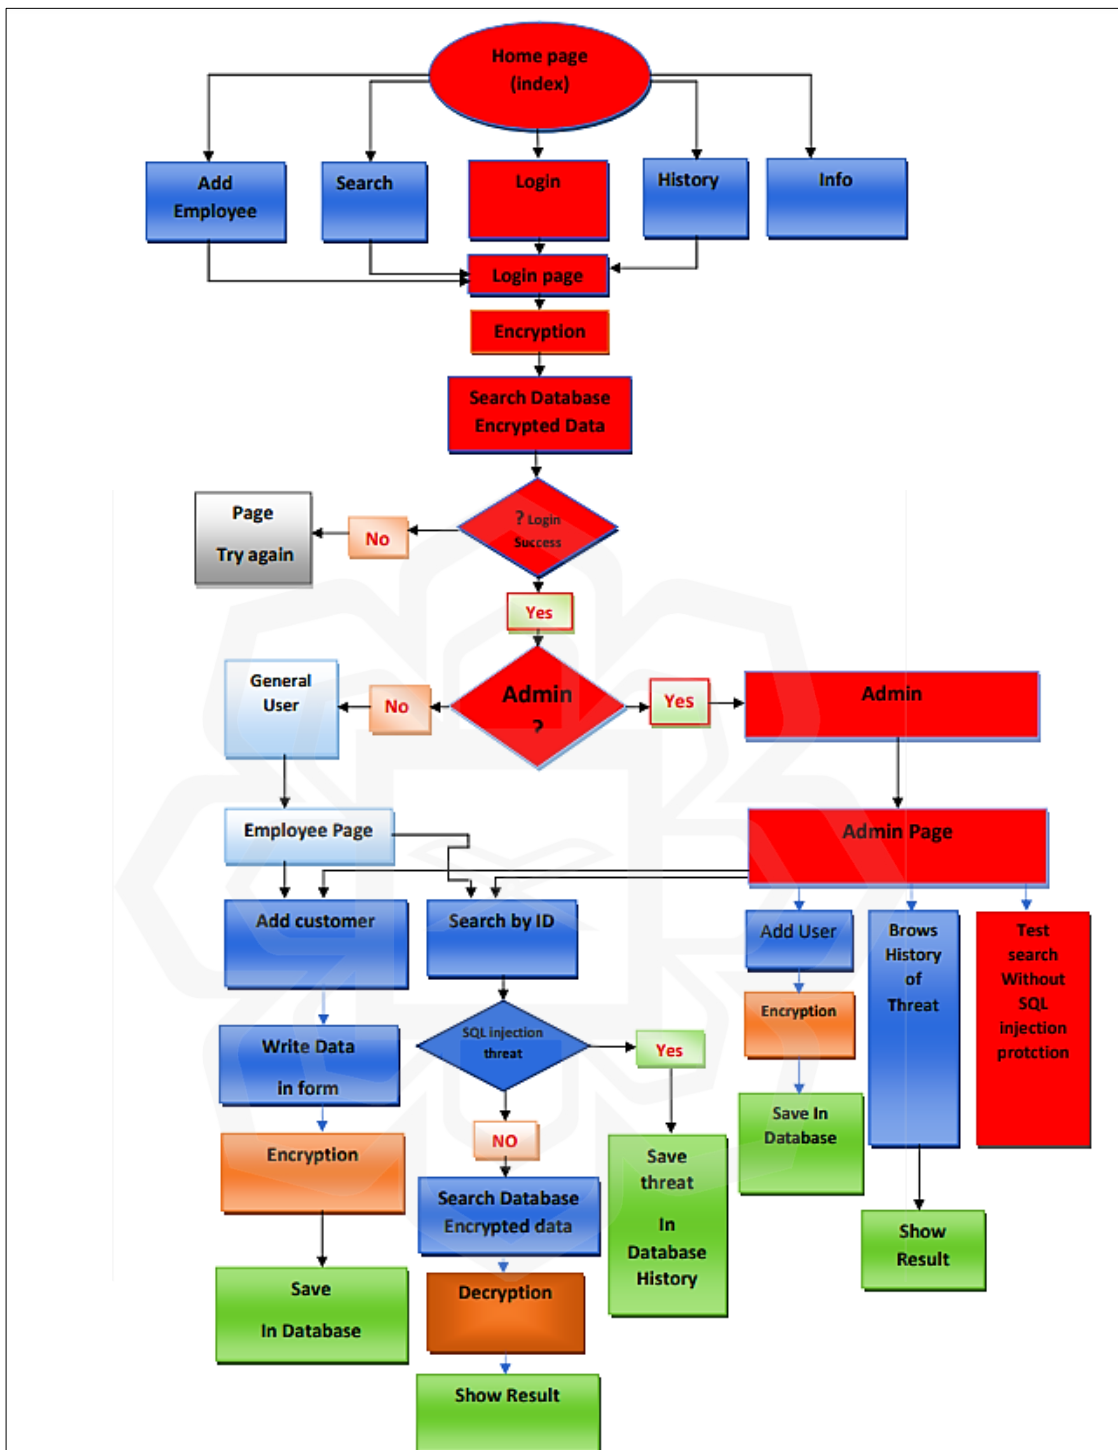 Home page
(index)
Add
Employee
Search
Login
History
Info
Login page
Encryption
Search Database
Encrypted Data
? Login
Success
No
Page
Try again
Yes
General
User
No
Admin
?
Yes
Admin
Employee Page
Admin Page
Add customer
Search by ID
Add User
Brows
History
of
Threat
Test
search
Without
SQL
injection
protction
Write Data
in form
SQL injection
threat
Yes
Encryption
Encryption
NO
Save
threat
In
Database
History
Save In
Database
Search Database
Encrypted data
Show
Result
Save
In Database
Decryption
Show Result